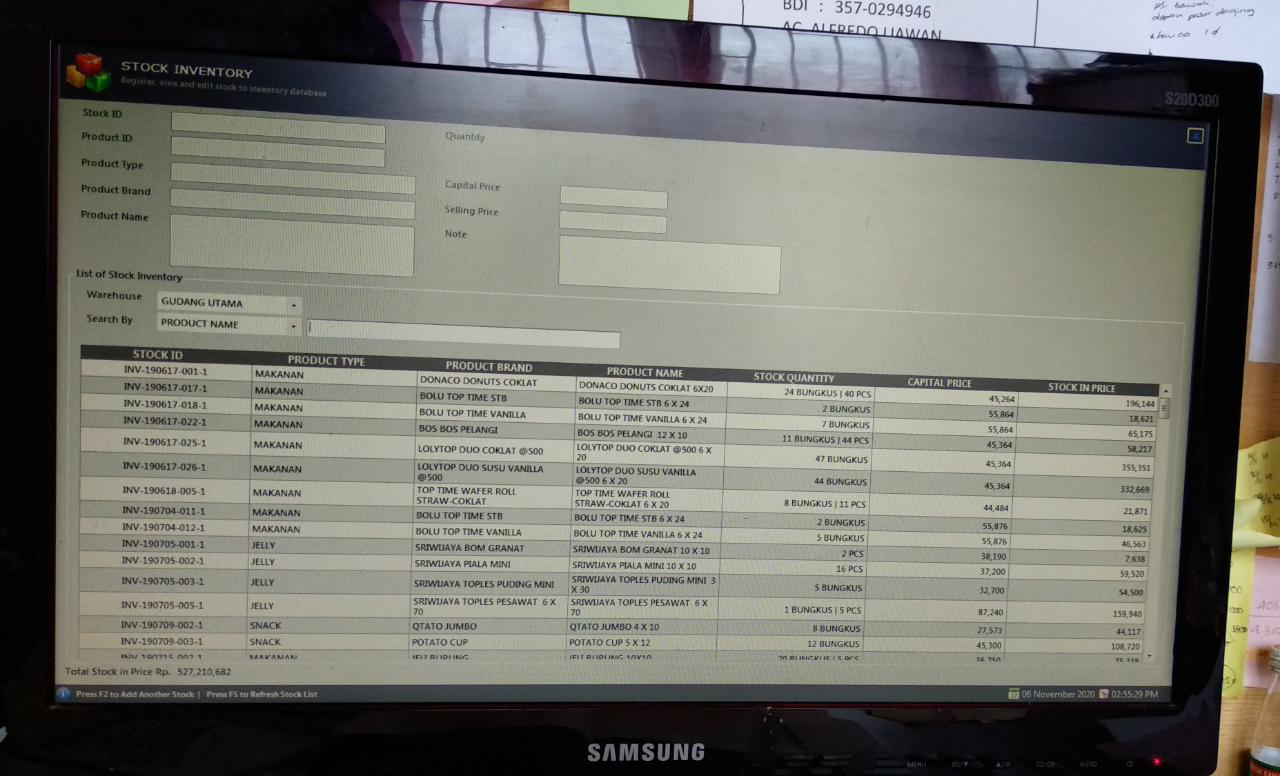 BDI : 357-0294946
AC. ALFREDO UAWAN
S20D300
STOCK INVENTORY
Register, view and edit stock to inventory database
Stock ID
Product ID
Product Type
Product Brand
Product Name
Quantity
Capital Price
Selling Price
Note
List of Stock Inventory
Warehouse GUDANG UTAMA
Search By PRODUCT NAME
STOCK ID PRODUCT TYPE PRODUCT BRAND PRODUCT NAME STOCK QUANTITY CAPITAL PRICE STOCK IN PRICE
INV-190617-001-1 MAKANAN DONACO DONUTS COKLAT DONACO DONUTS COKLAT 6X20 24 BUNGKUS | 40 PCS 45,264 196,144
INV-190617-017-1 MAKANAN BOLU TOP TIME STB BOLU TOP TIME STB 6 X 24 2 BUNGKUS 55,864 18,621
INV-190617-018-1 MAKANAN BOLU TOP TIME VANILLA BOLU TOP TIME VANILLA 6 X 24 7 BUNGKUS 55,864 65,175
INV-190617-022-1 MAKANAN BOS BOS PELANGI BOS BOS PELANGI 12 X 10 11 BUNGKUS | 44 PCS 45,364 58,217
INV-190617-025-1 MAKANAN LOLYTOP DUO COKLAT @500 LOLYTOP DUO COKLAT @500 6 X 20 47 BUNGKUS 45,364 355,351
INV-190617-026-1 MAKANAN LOLYTOP DUO SUSU VANILLA @500 LOLYTOP DUO SUSU VANILLA @500 6 X 20 44 BUNGKUS 45,364 332,669
INV-190618-005-1 MAKANAN TOP TIME WAFER ROLL STRAW-COKLAT TOP TIME WAFER ROLL STRAW-COKLAT 6 X 20 8 BUNGKUS | 11 PCS 44,484 21,871
INV-190704-011-1 MAKANAN BOLU TOP TIME STB BOLU TOP TIME STB 6 X 24 2 BUNGKUS 55,876 18,625
INV-190704-012-1 MAKANAN BOLU TOP TIME VANILLA BOLU TOP TIME VANILLA 6 X 24 5 BUNGKUS 55,876 46,563
INV-190705-001-1 JELLY SRIWIJAYA BOM GRANAT SRIWIJAYA BOM GRANAT 10 X 10 2 PCS 38,190 7,638
INV-190705-002-1 JELLY SRIWIJAYA PIALA MINI SRIWIJAYA PIALA MINI 10 X 10 16 PCS 37,200 59,520
INV-190705-003-1 JELLY SRIWIJAYA TOPLES PUDING MINI SRIWIJAYA TOPLES PUDING MINI 3 X 30 5 BUNGKUS 32,700 54,500
INV-190705-005-1 JELLY SRIWIJAYA TOPLES PESAWAT 6 X 70 SRIWIJAYA TOPLES PESAWAT 6 X 70 1 BUNGKUS | 5 PCS 87,240 159,940
INV-190709-002-1 SNACK QTATO JUMBO QTATO JUMBO 4 X 10 8 BUNGKUS 27,573 44,117
INV-190709-003-1 SNACK POTATO CUP POTATO CUP 5 X 12 12 BUNGKUS 45,300 108,720
Total Stock in Price Rp. 527,210,682
Press F2 to Add Another Stock | Press F5 to Refresh Stock List 06 November 2020 02:55:29 PM
SAMSUNG
MENU AUTO